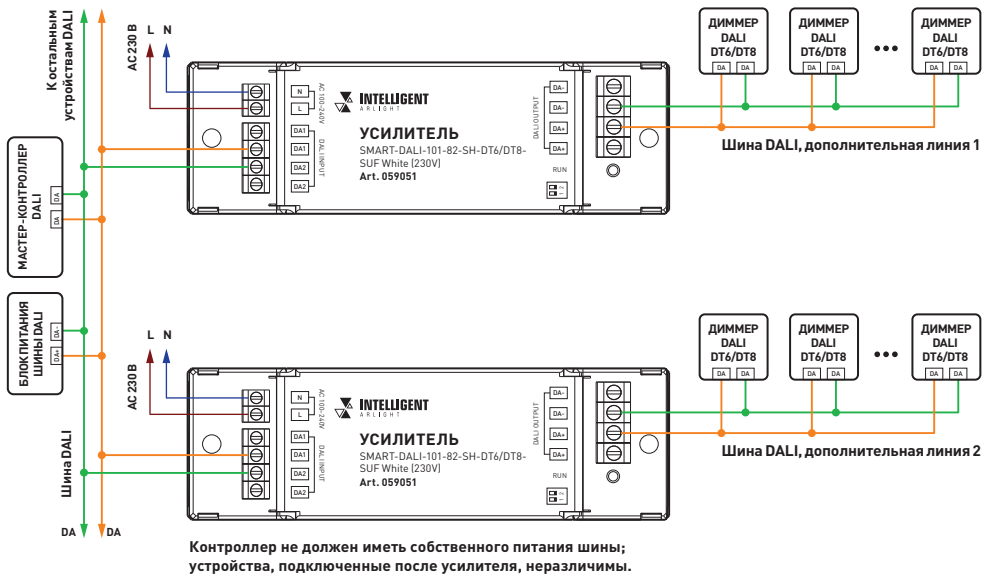 К остальным
устройствам DALI
AC 230 В
L N
МАСТЕР-КОНТРОЛЛЕР
DALI
DA
DA
БЛОК ПИТАНИЯ
ШИНЫ DALI
DA-
DA+
Шина DALI
DA
DA
N
L
AC 100-240V
DA1
DA1
DA2
DA2
DALI INPUT
INTELLIGENT
ARLIGHT
УСИЛИТЕЛЬ
SMART-DALI-101-82-SH-DT6/DT8-
SUF White (230V)
Art. 059051
DALI OUTPUT
DA-
DA-
DA+
DA+
RUN
1 2
ДИММЕР
DALI
DT6/DT8
DA DA
ДИММЕР
DALI
DT6/DT8
DA DA
•••
ДИММЕР
DALI
DT6/DT8
DA DA
Шина DALI, дополнительная линия 1
AC 230 В
L N
N
L
AC 100-240V
DA1
DA1
DA2
DA2
DALI INPUT
INTELLIGENT
ARLIGHT
УСИЛИТЕЛЬ
SMART-DALI-101-82-SH-DT6/DT8-
SUF White (230V)
Art. 059051
DALI OUTPUT
DA-
DA-
DA+
DA+
RUN
1 2
ДИММЕР
DALI
DT6/DT8
DA DA
ДИММЕР
DALI
DT6/DT8
DA DA
•••
ДИММЕР
DALI
DT6/DT8
DA DA
Шина DALI, дополнительная линия 2
Контроллер не должен иметь собственного питания шины;
устройства, подключенные после усилителя, неразличимы.